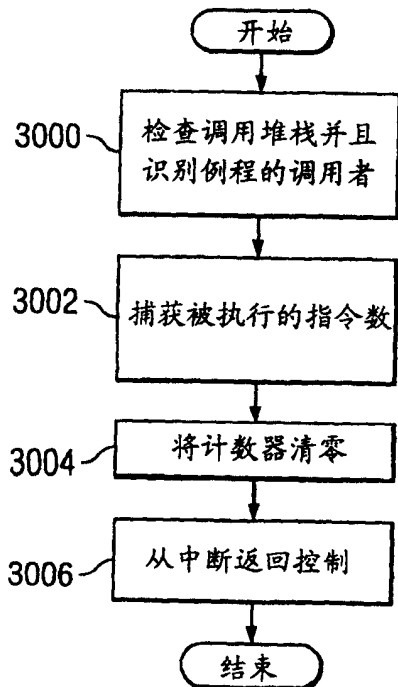 开始
3000
检查调用堆栈并且
识别例程的调用者
3002
捕获被执行的指令数
3004
将计数器清零
3006
从中断返回控制
结束